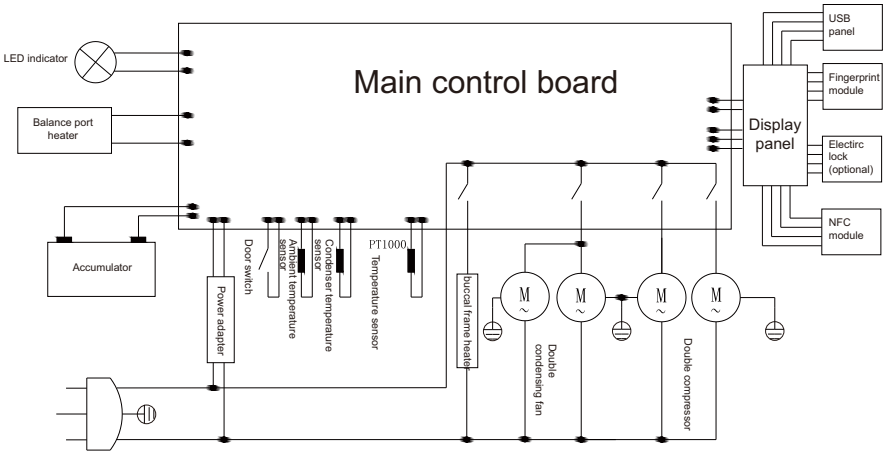 USB
panel
LED indicator
Main control board
Fingerprint
module
Balance port
heater
Display
panel
Electirc
lock
(optional)
NFC
module
Accumulator
Door switch
Ambient temperature
sensor
Condenser temperature
sensor
PT1000
Temperature sensor
Power adapter
buccal frame heater
M
~
M
~
M
~
M
~
Double
condensing fan
Double compressor